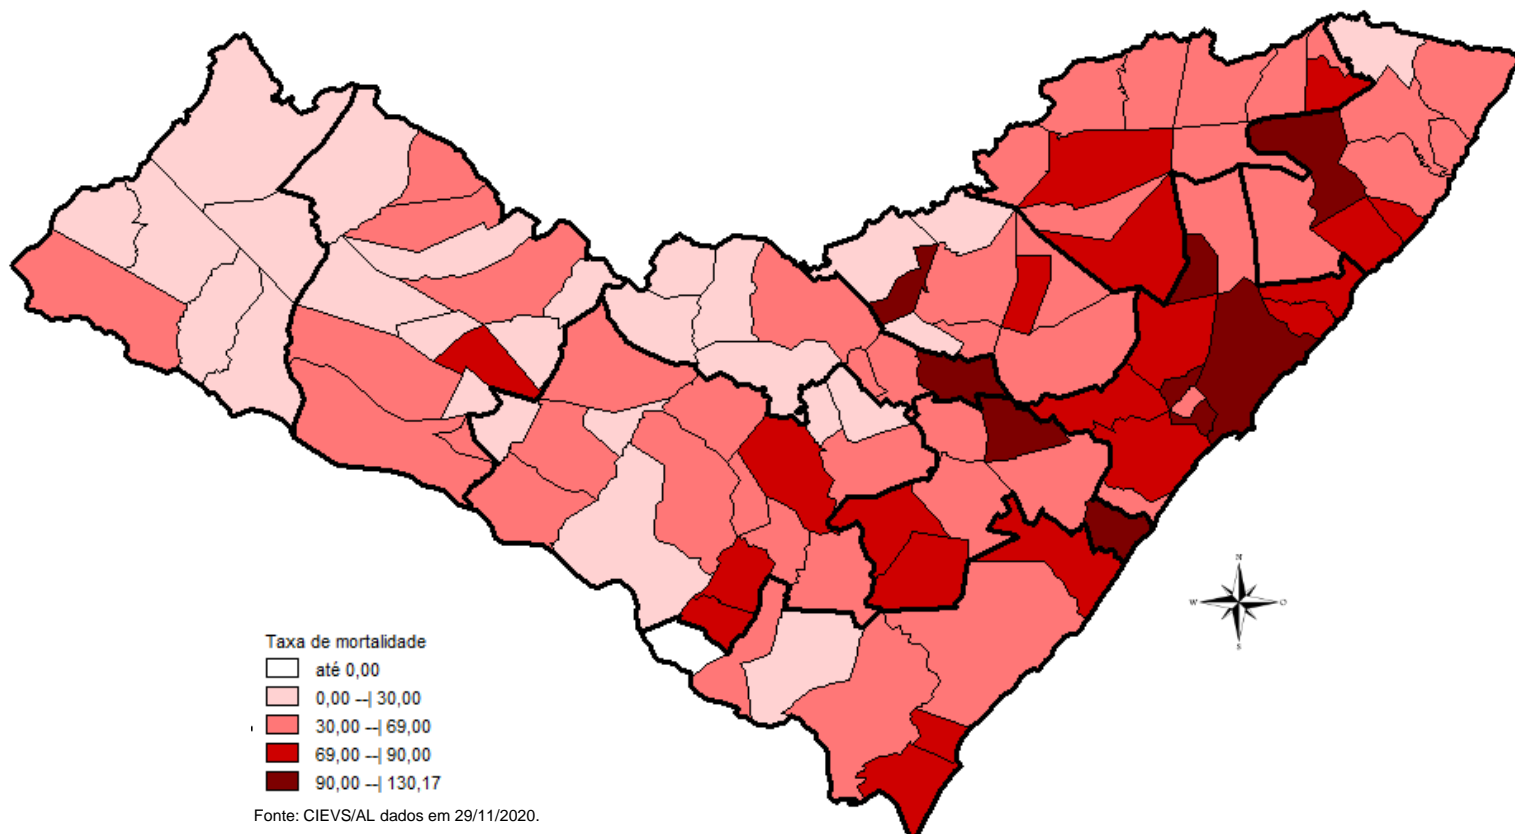 N
W
O
S
Taxa de mortalidade
até 0,00
0,00 --| 30,00
30,00 --| 69,00
69,00 --| 90,00
90,00 --| 130,17
Fonte: CIEVS/AL dados em 29/11/2020.